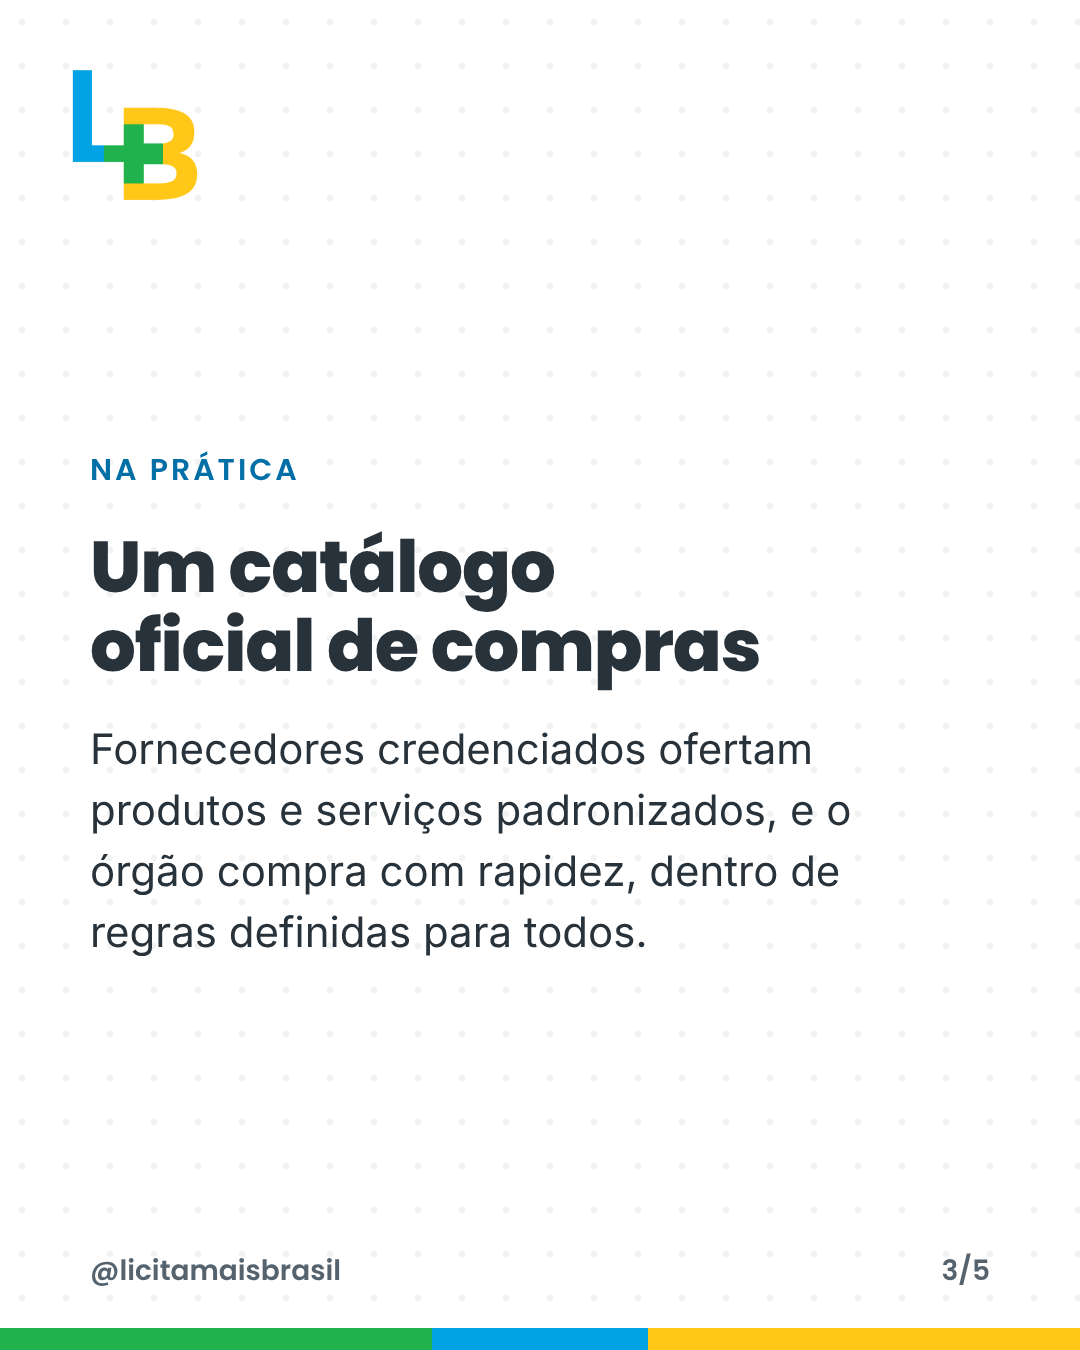 L+B
NA PRÁTICA
Um catálogo
oficial de compras
Fornecedores credenciados ofertam
produtos e serviços padronizados, e o
órgão compra com rapidez, dentro de
regras definidas para todos.
@licitamaisbrasil
3/5